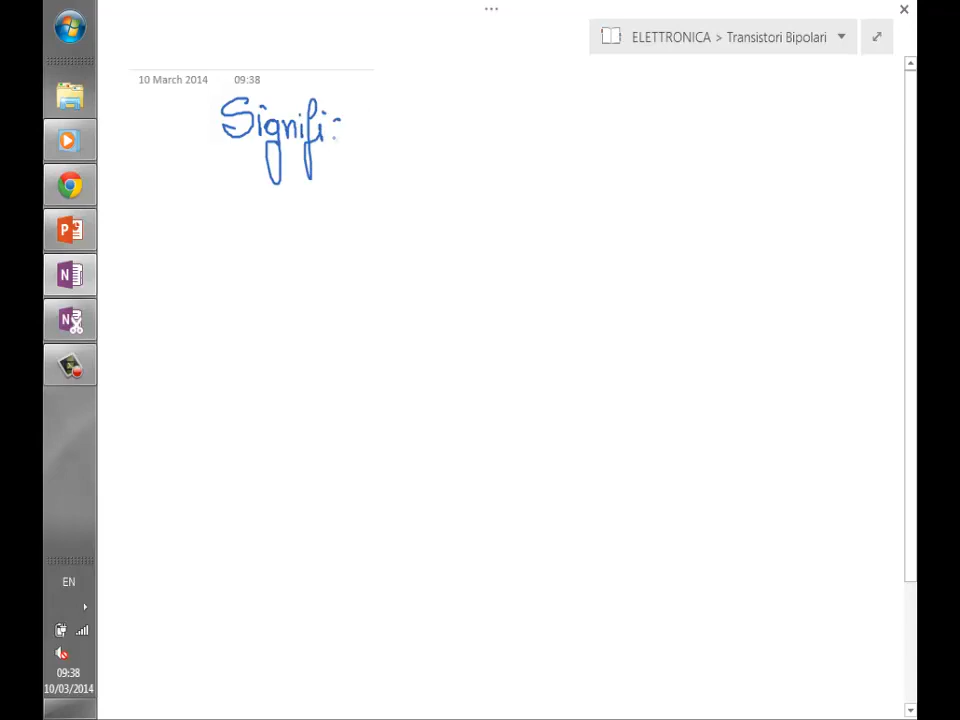 ELETTRONICA > Transistori Bipolari
10 March 2014 09:38
Signifi
EN
09:38
10/03/2014